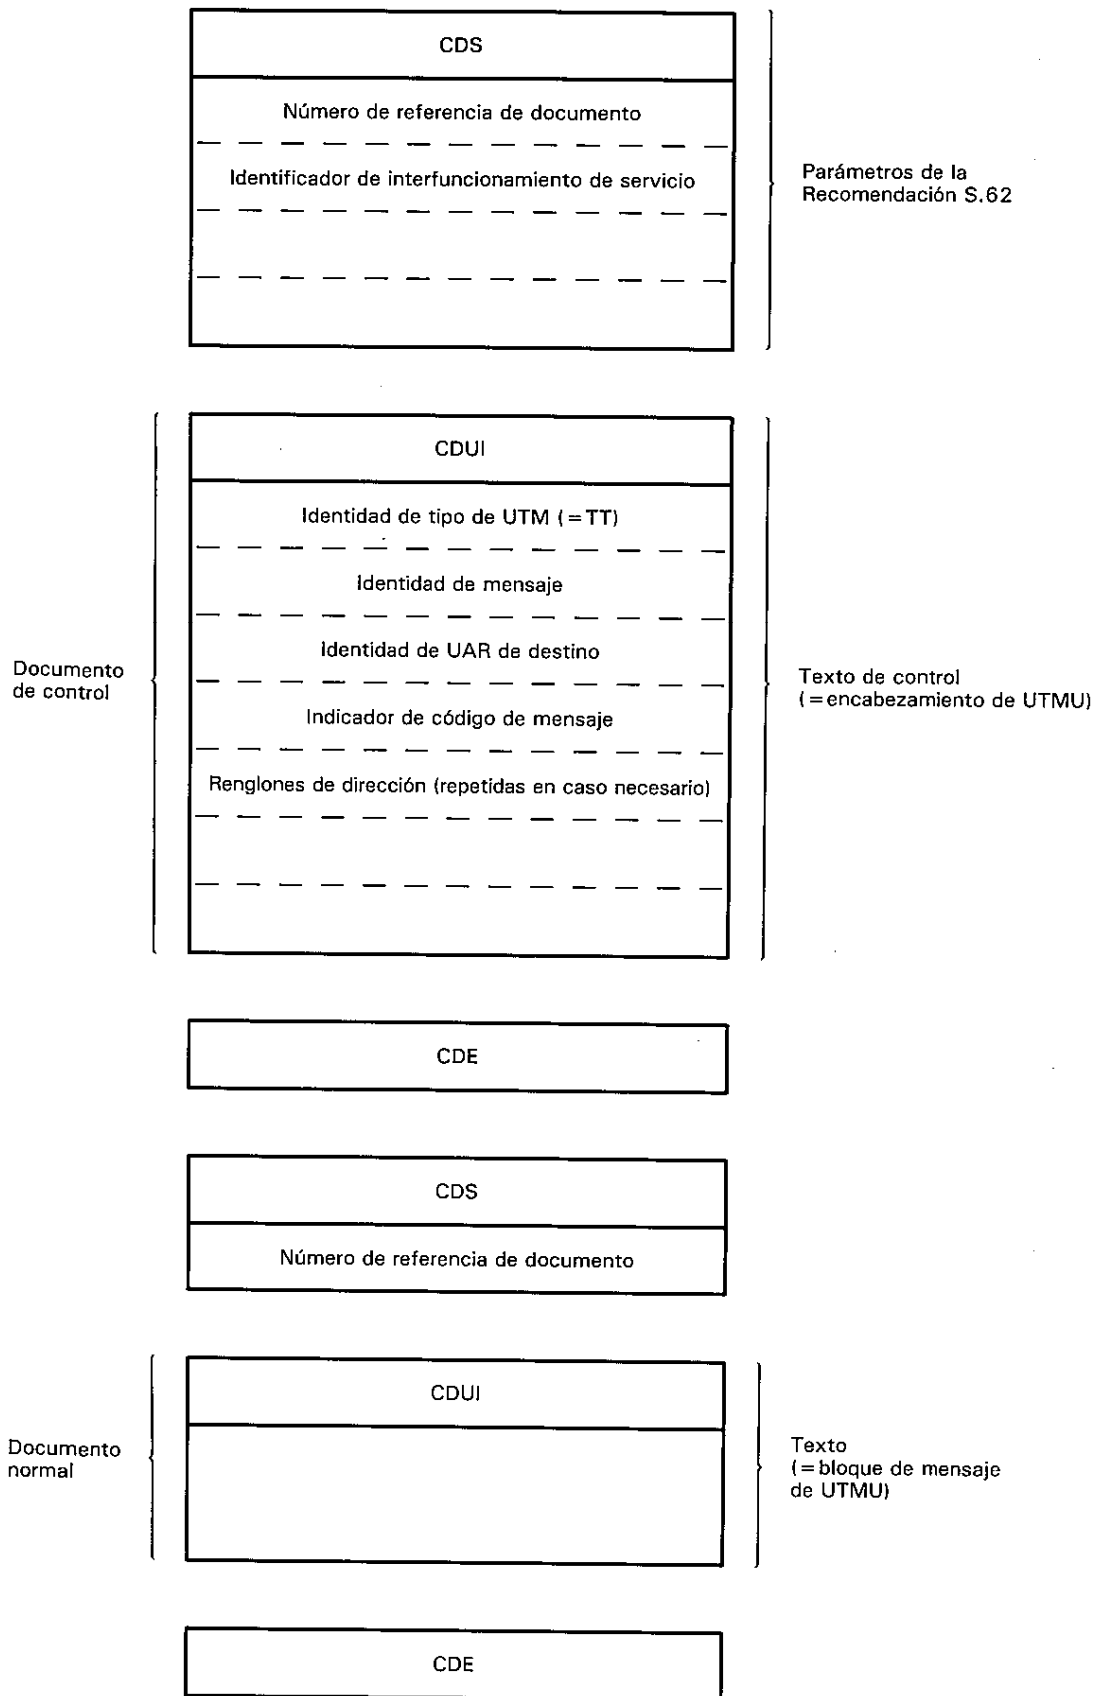 CDS
Número de referencia de documento
Identificador de interfuncionamiento de servicio
Parámetros de la
Recomendación S.62
CDUI
Identidad de tipo de UTM (=TT)
Identidad de mensaje
Identidad de UAR de destino
Indicador de código de mensaje
Renglones de dirección (repetidas en caso necesario)
Documento
de control
Texto de control
(=encabezamiento de UTMU)
CDE
CDS
Número de referencia de documento
CDUI
Documento
normal
Texto
(=bloque de mensaje
de UTMU)
CDE